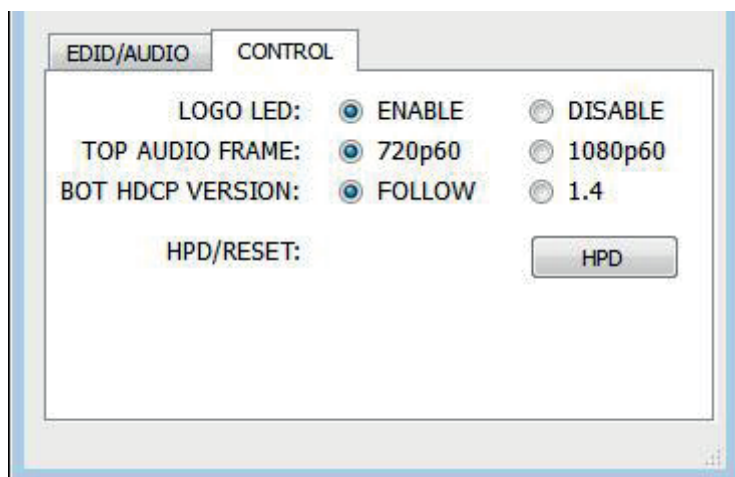 EDID/AUDIO CONTROL
LOGO LED: ENABLE DISABLE
TOP AUDIO FRAME: 720p60 1080p60
BOT HDCP VERSION: FOLLOW 1.4
HPD/RESET: HPD